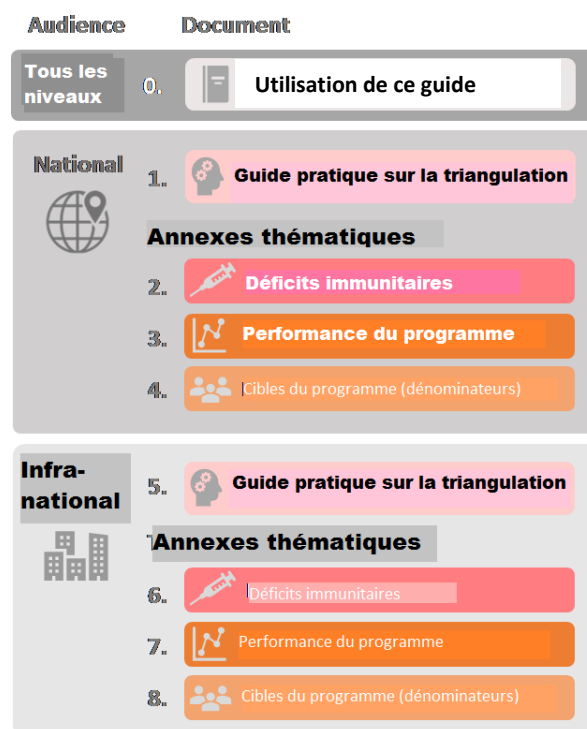 Audience Document
Tous les
niveaux
0. Utilisation de ce guide
National
1. Guide pratique sur la triangulation
Annexes thématiques
2. Déficits immunitaires
3. Performance du programme
4. Cibles du programme (dénominateurs)
Infra-
national
5. Guide pratique sur la triangulation
Annexes thématiques
6. Déficits immunitaires
7. Performance du programme
8. Cibles du programme (dénominateurs)